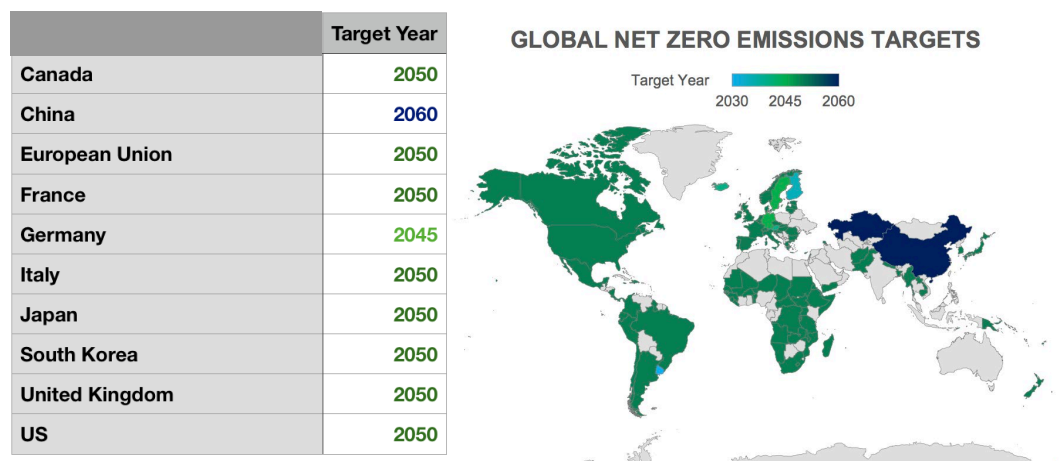 Target Year
Canada 2050
China 2060
European Union 2050
France 2050
Germany 2045
Italy 2050
Japan 2050
South Korea 2050
United Kingdom 2050
US 2050
GLOBAL NET ZERO EMISSIONS TARGETS
Target Year
2030 2045 2060